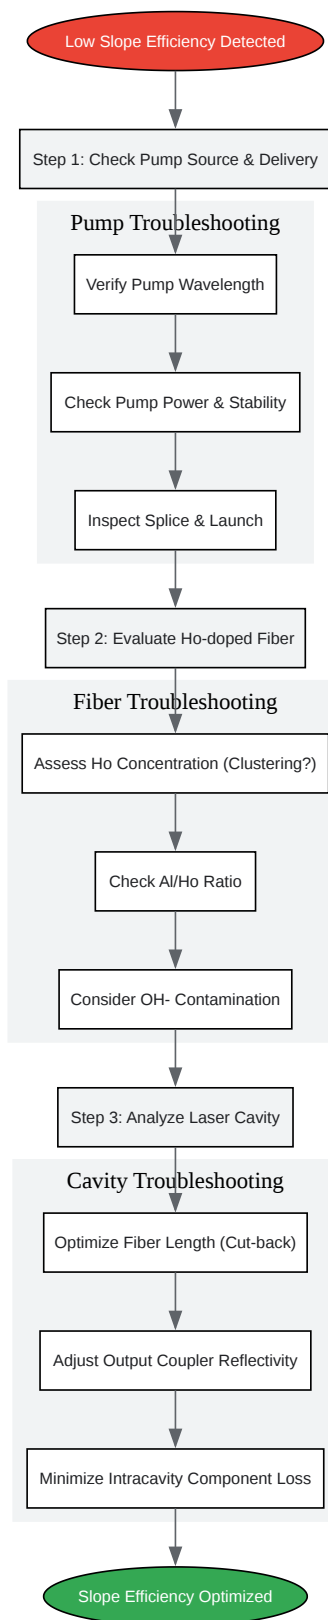 Low Slope Efficiency Detected
Step 1: Check Pump Source & Delivery
Pump Troubleshooting
Verify Pump Wavelength
Check Pump Power & Stability
Inspect Splice & Launch
Step 2: Evaluate Ho-doped Fiber
Fiber Troubleshooting
Assess Ho Concentration (Clustering?)
Check Al/Ho Ratio
Consider OH- Contamination
Step 3: Analyze Laser Cavity
Cavity Troubleshooting
Optimize Fiber Length (Cut-back)
Adjust Output Coupler Reflectivity
Minimize Intracavity Component Loss
Slope Efficiency Optimized